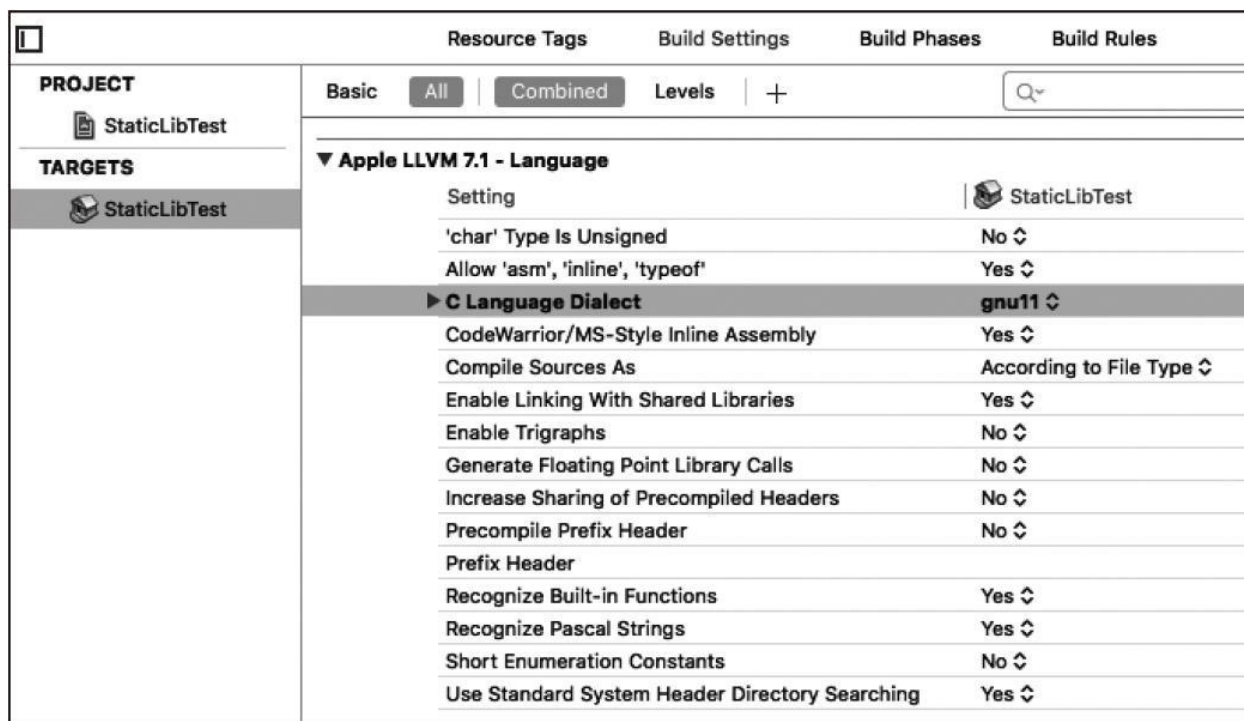 Resource Tags Build Settings Build Phases Build Rules
PROJECT
StaticLibTest
TARGETS
StaticLibTest
Basic All Combined Levels +
Apple LLVM 7.1 - Language
Setting StaticLibTest
'char' Type Is Unsigned No
Allow 'asm', 'inline', 'typeof' Yes
C Language Dialect gnu11
CodeWarrior/MS-Style Inline Assembly Yes
Compile Sources As According to File Type
Enable Linking With Shared Libraries Yes
Enable Trigraphs No
Generate Floating Point Library Calls No
Increase Sharing of Precompiled Headers No
Precompile Prefix Header No
Prefix Header
Recognize Built-in Functions Yes
Recognize Pascal Strings Yes
Short Enumeration Constants No
Use Standard System Header Directory Searching Yes